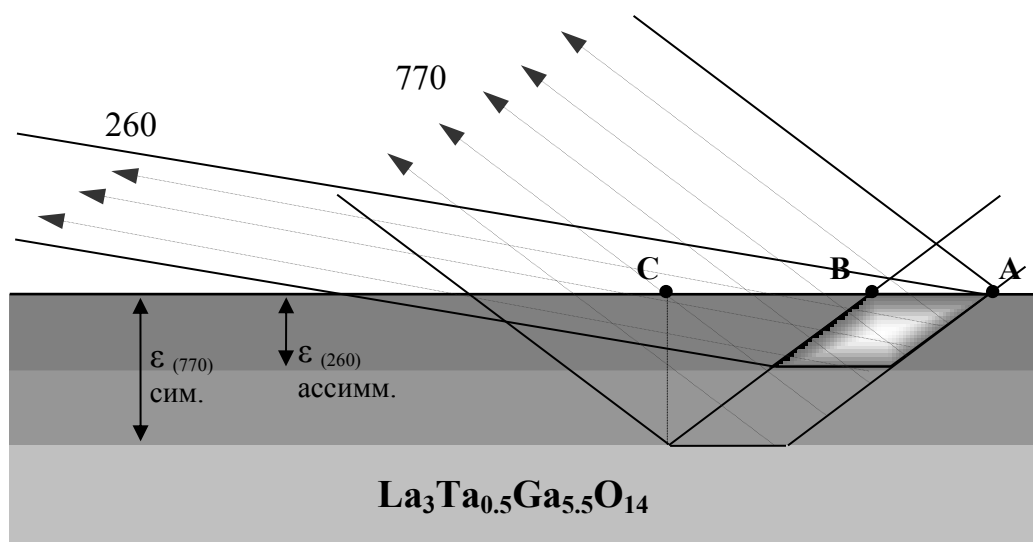 770
260
C
B
A
ε (770)
сим.
ε (260)
ассимм.
La₃Ta₀.₅Ga₅.₅O₁₄